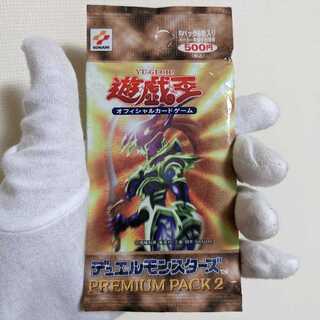 KONAMI
500円
YU-GI-OH!
遊戯王
オフィシャルカードゲーム
デュエルモンスターズ
PREMIUM PACK 2